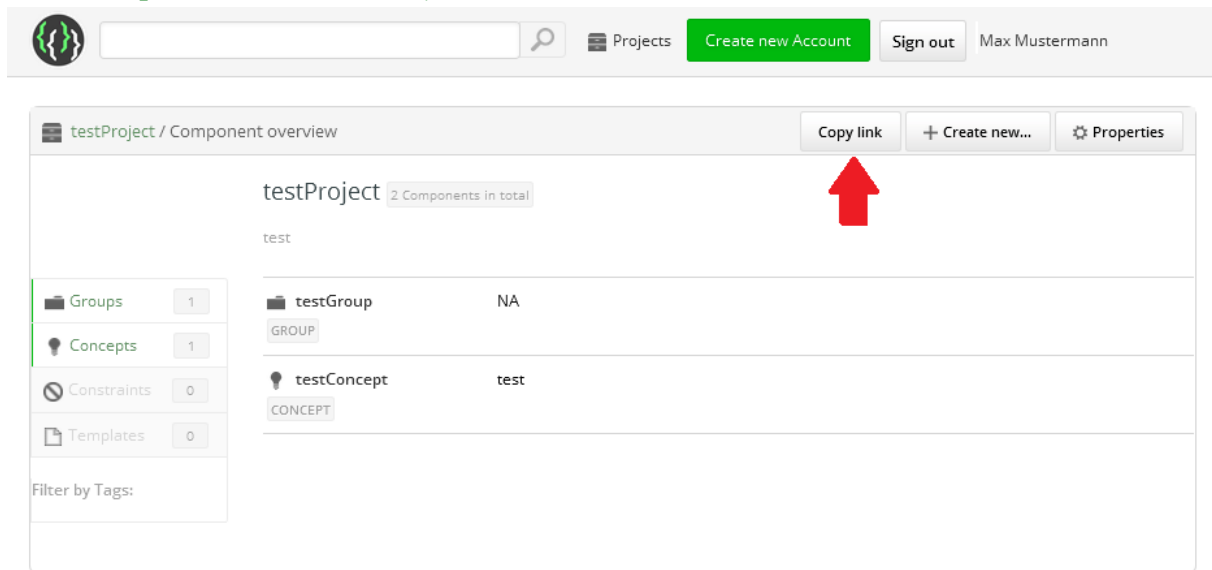 Projects Create new Account Sign out Max Mustermann
testProject / Component overview Copy link + Create new... Properties
testProject 2 Components in total
test
Groups 1
Concepts 1
Constraints 0
Templates 0
Filter by Tags:
testGroup NA
GROUP
testConcept test
CONCEPT